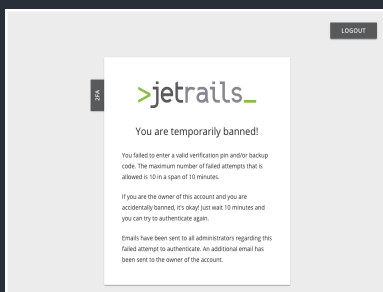 LOGOUT
2FA
>jetrails_
You are temporarily banned!
You failed to enter a valid verification pin and/or backup
code. The maximum number of failed attempts that is
allowed is 10 in a span of 10 minutes.
If you are the owner of this account and you are
accidentally banned, it's okay! Just wait 10 minutes and
you can try to authenticate again.
Emails have been sent to all administrators regarding this
failed attempt to authenticate. An additional email has
been sent to the owner of the account.